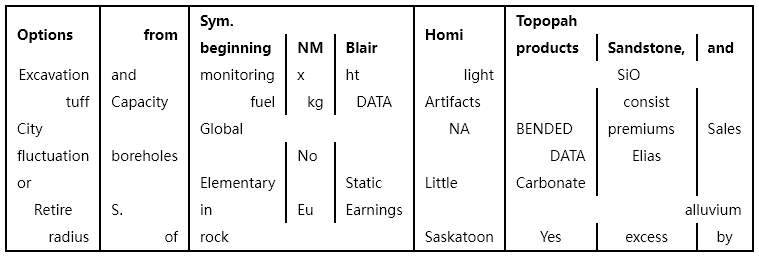 Sym. Topopah
Options from beginning NM Blair Homi products Sandstone, and
Excavation and monitoring x ht light SiO
tuff Capacity fuel kg DATA Artifacts consist
City Global NA BENDED premiums Sales
fluctuation boreholes No DATA Elias
or Elementary Static Little Carbonate
Retire S. in Eu Earnings alluvium
radius of rock Saskatoon Yes excess by